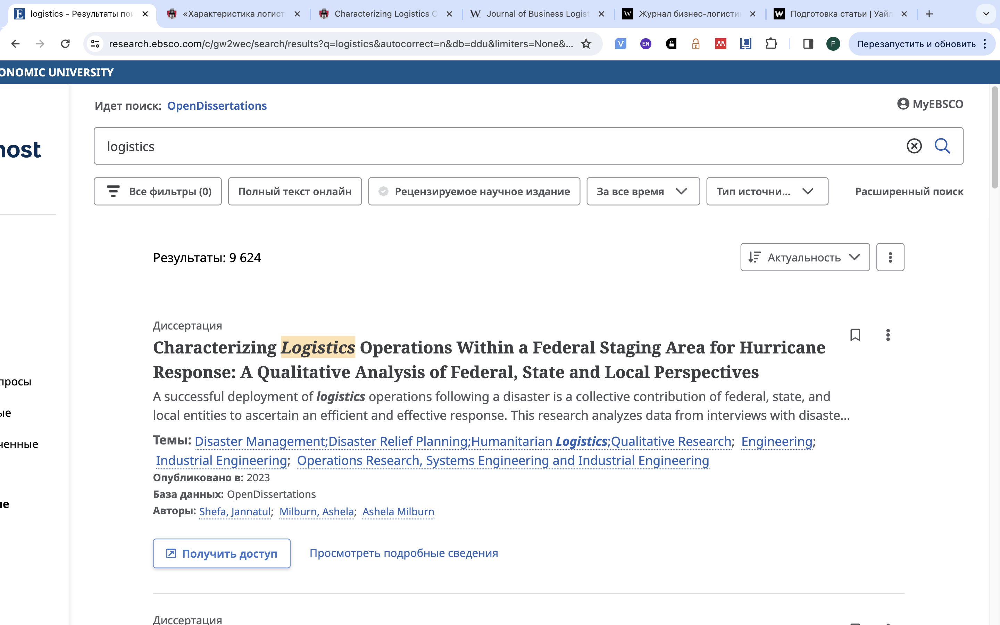 logistics - Результаты
«Характеристика логист
Characterizing Logistics O
Journal of Business Logist
Журнал бизнес-логисти
Подготовка статьи | Уайл
research.ebsco.com/c/gw2wec/search/results?q=logistics&autocorrect=n&db=ddu&limiters=None&...
EN
F
Перезапустить и обновить
ONOMIC UNIVERSITY
Идет поиск: OpenDissertations
MyEBSCO
host
logistics
Все фильтры (0)
Полный текст онлайн
Рецензируемое научное издание
За все время
Тип источни...
Расширенный поиск
Результаты: 9 624
Актуальность
Диссертация
Characterizing Logistics Operations Within a Federal Staging Area for Hurricane
Response: A Qualitative Analysis of Federal, State and Local Perspectives
A successful deployment of logistics operations following a disaster is a collective contribution of federal, state, and
local entities to ascertain an efficient and effective response. This research analyzes data from interviews with disaste...
просы
ые
ченные
Темы: Disaster Management;Disaster Relief Planning;Humanitarian Logistics;Qualitative Research; Engineering;
Industrial Engineering; Operations Research, Systems Engineering and Industrial Engineering
Опубликовано в: 2023
База данных: OpenDissertations
Авторы: Shefa, Jannatul; Milburn, Ashela; Ashela Milburn
Получить доступ
Просмотреть подробные сведения
Диссертация